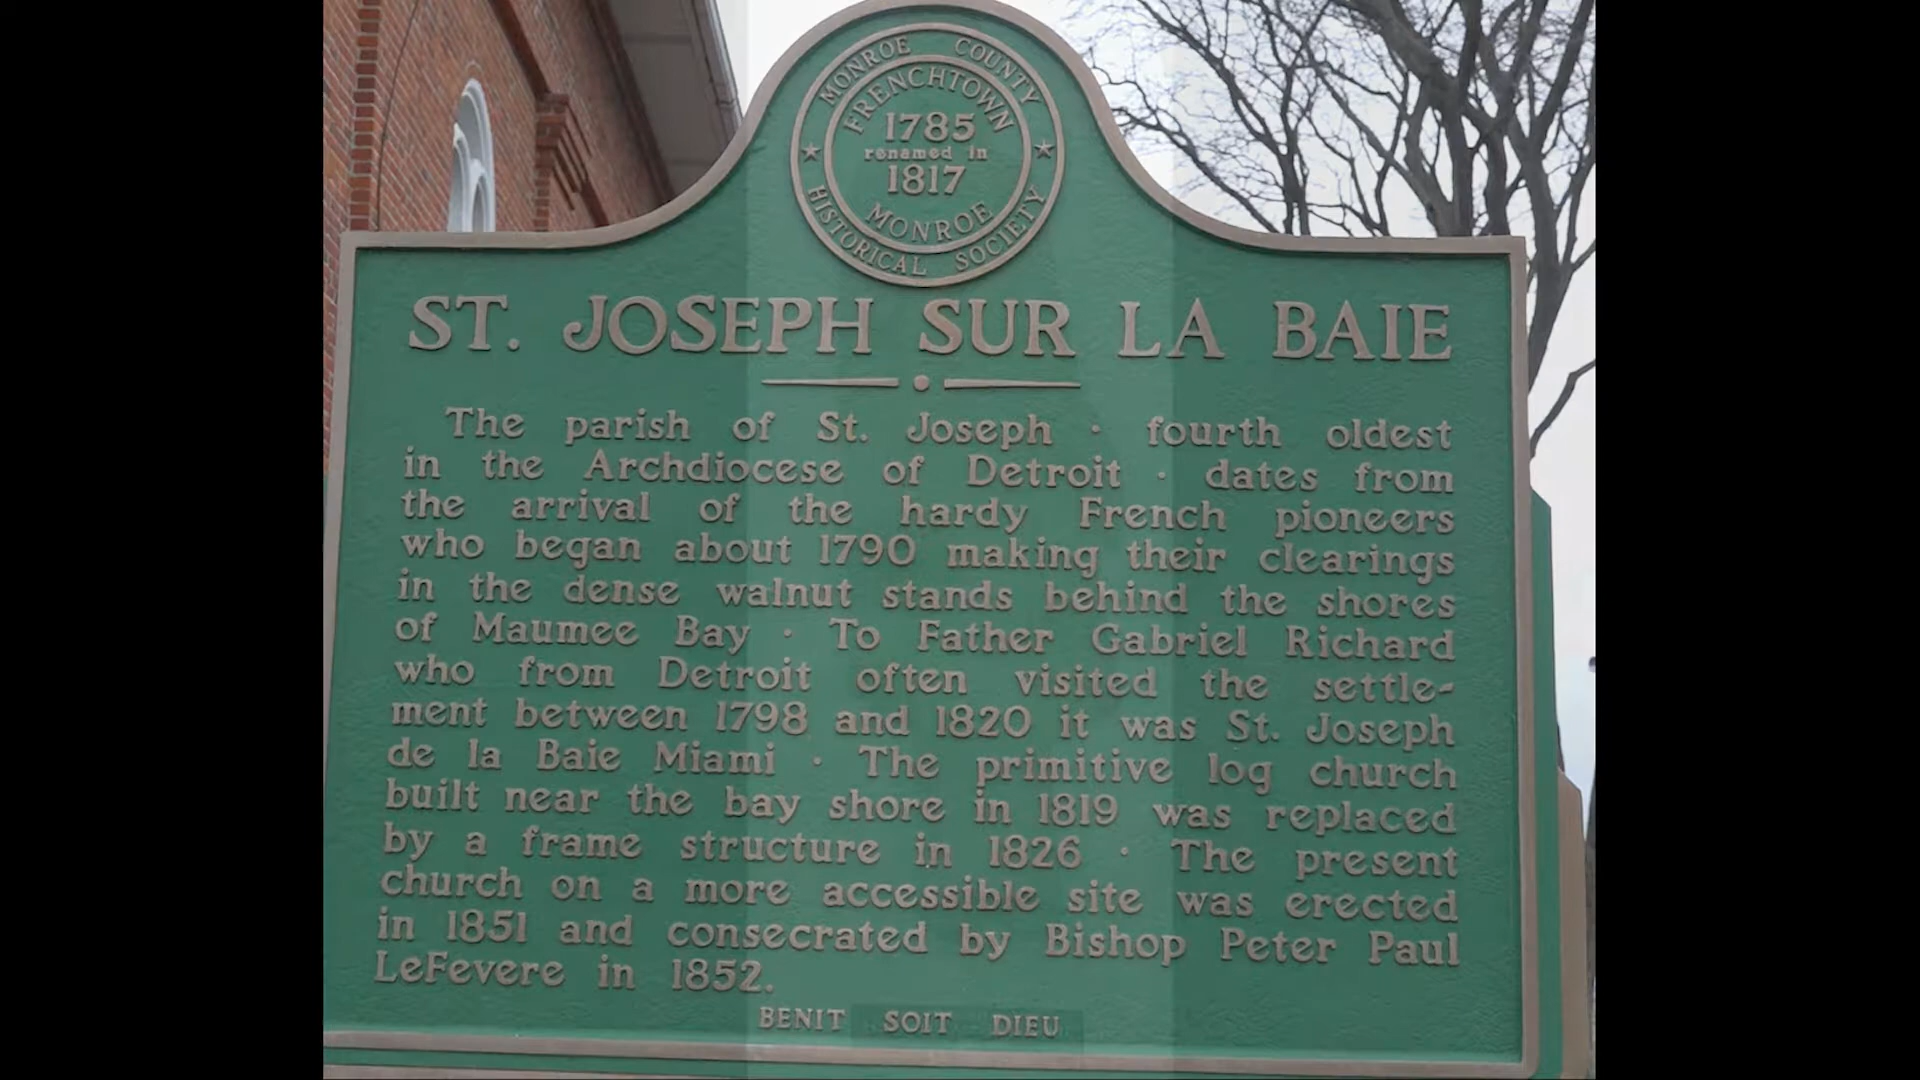 MONROE COUNTY
FRENCHTOWN
1785
renamed in
1817
MONROE
HISTORICAL SOCIETY
ST. JOSEPH SUR LA BAIE
The parish of St. Joseph · fourth oldest
in the Archdiocese of Detroit · dates from
the arrival of the hardy French pioneers
who began about 1790 making their clearings
in the dense walnut stands behind the shores
of Maumee Bay · To Father Gabriel Richard
who from Detroit often visited the settle-
ment between 1798 and 1820 it was St. Joseph
de la Baie Miami · The primitive log church
built near the bay shore in 1819 was replaced
by a frame structure in 1826 · The present
church on a more accessible site was erected
in 1851 and consecrated by Bishop Peter Paul
LeFevere in 1852.
BENIT SOIT DIEU